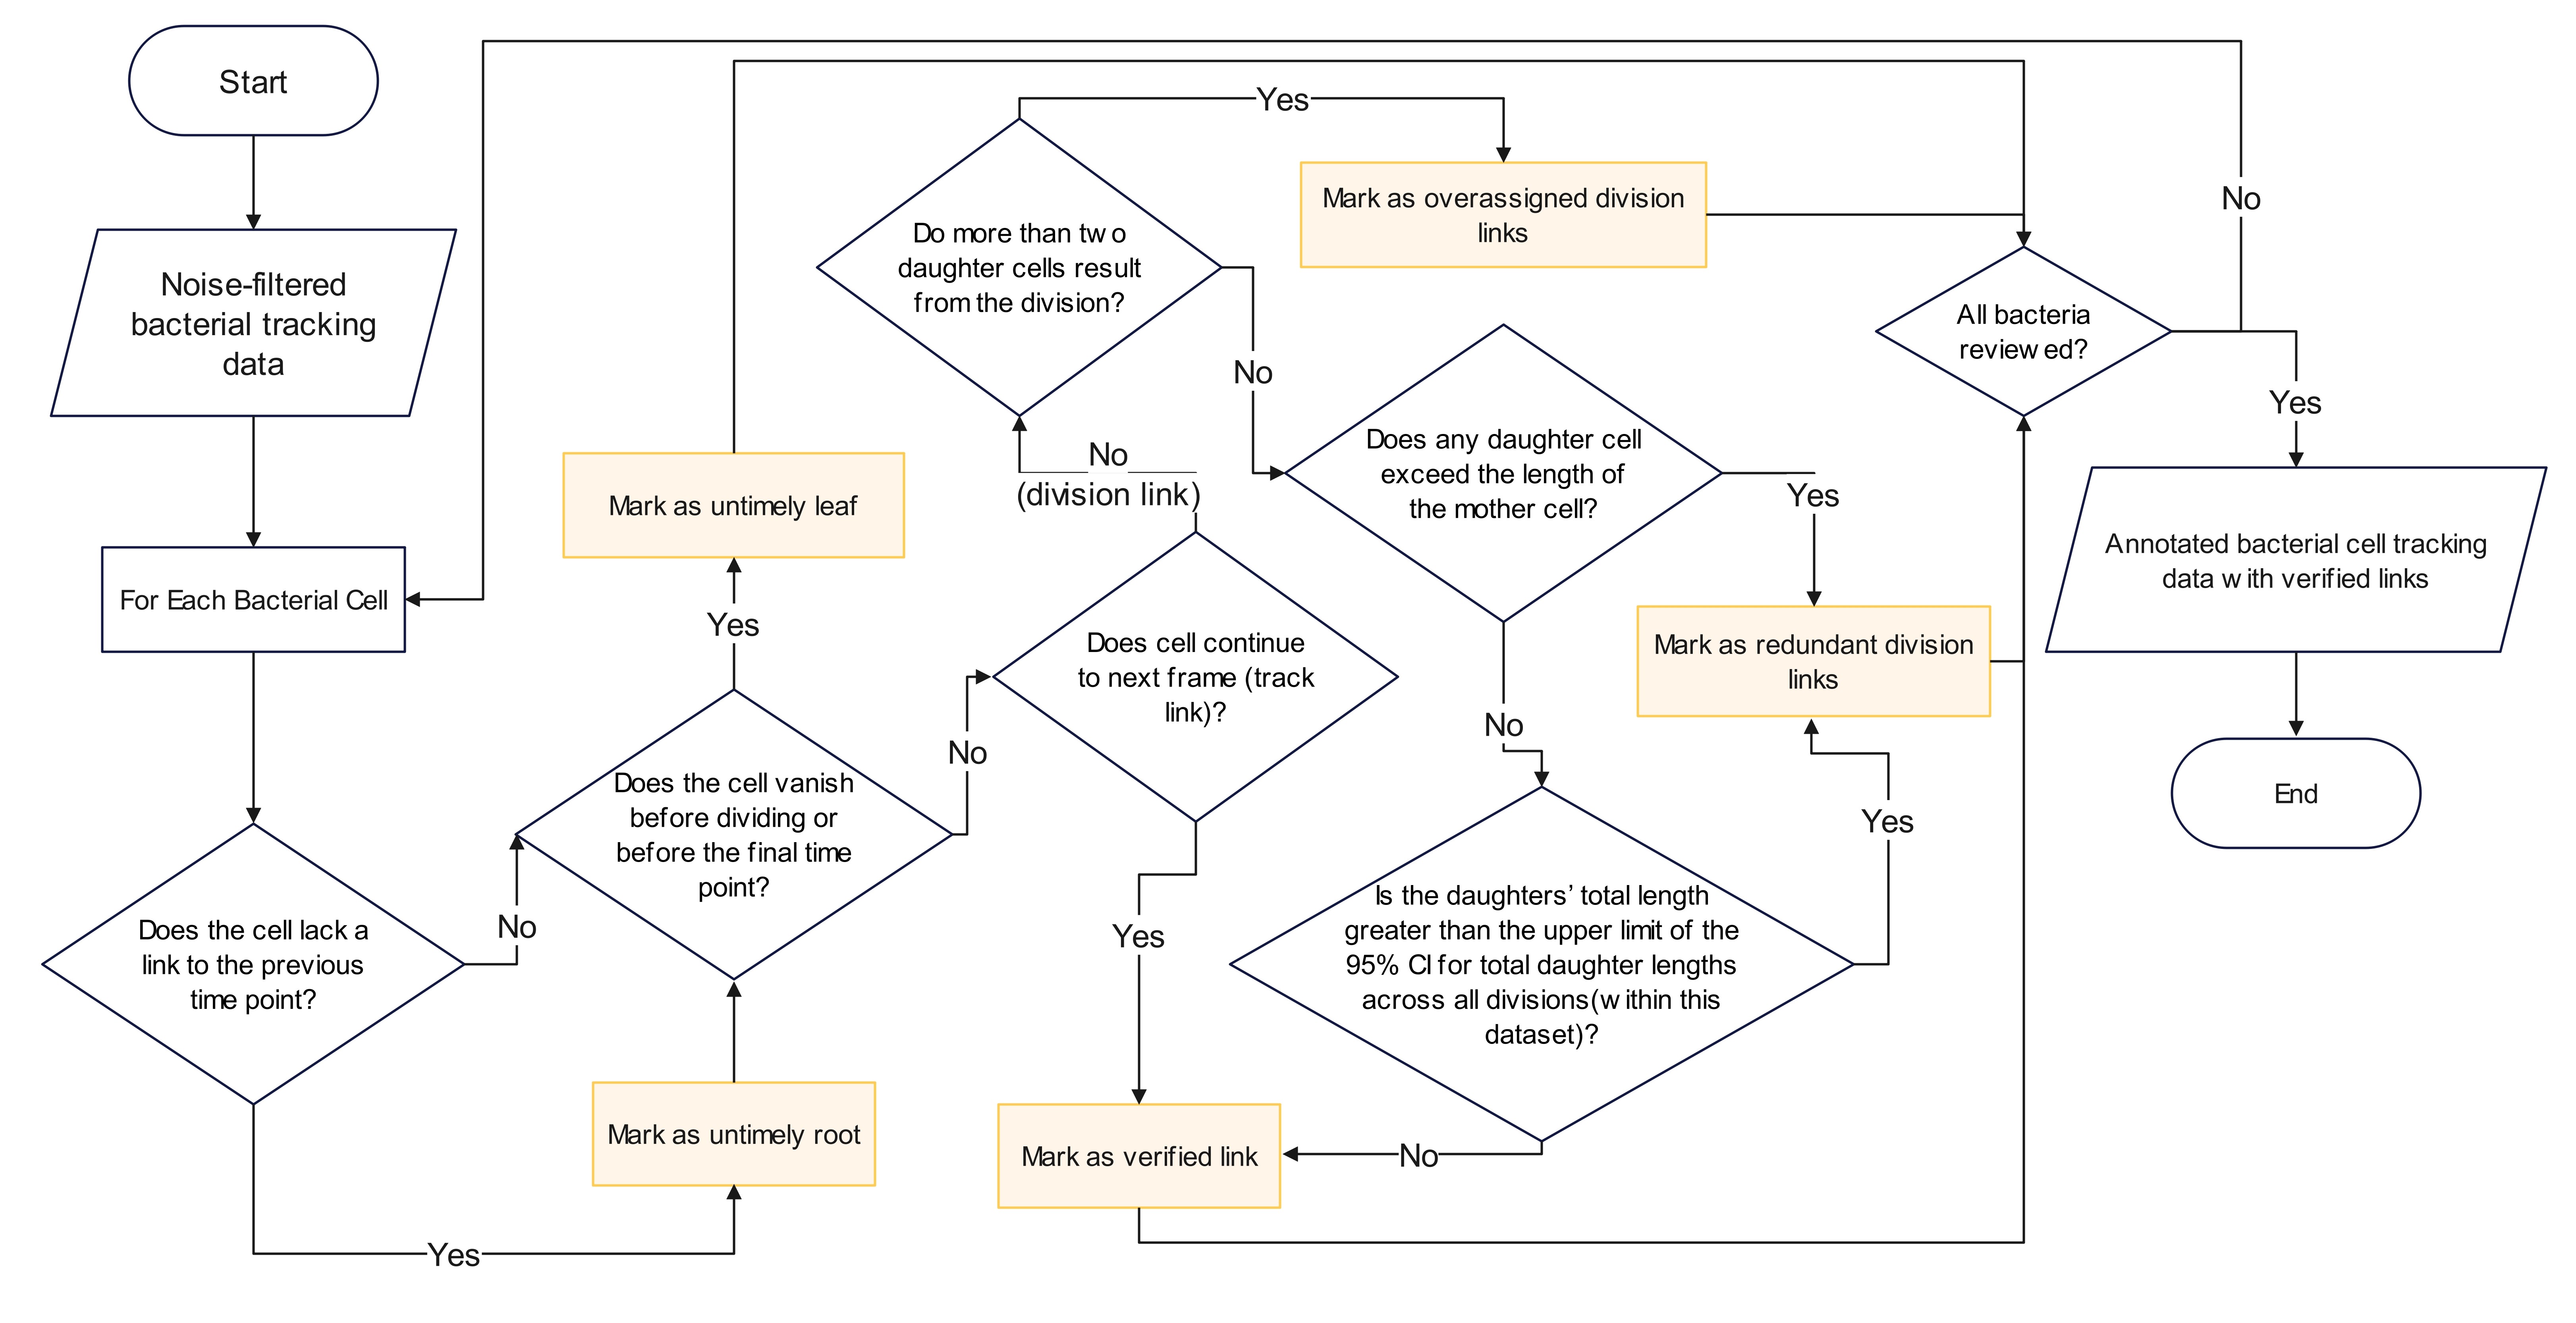 Start
Noise-filtered
bacterial tracking
data
For Each Bacterial Cell
Does the cell lack a
link to the previous
time point?
No
Yes
Mark as untimely root
Does the cell vanish
before dividing or
before the final time
point?
Yes
Mark as untimely leaf
No
Does cell continue
to next frame (track
link)?
No
(division link)
Yes
Do more than two
daughter cells result
from the division?
Yes
Mark as overassigned division
links
No
Does any daughter cell
exceed the length of
the mother cell?
Yes
Mark as redundant division
links
No
Is the daughters’ total length
greater than the upper limit of the
95% CI for total daughter lengths
across all divisions(within this
dataset)?
Yes
No
Mark as verified link
All bacteria
reviewed?
No
Yes
Annotated bacterial cell tracking
data with verified links
End